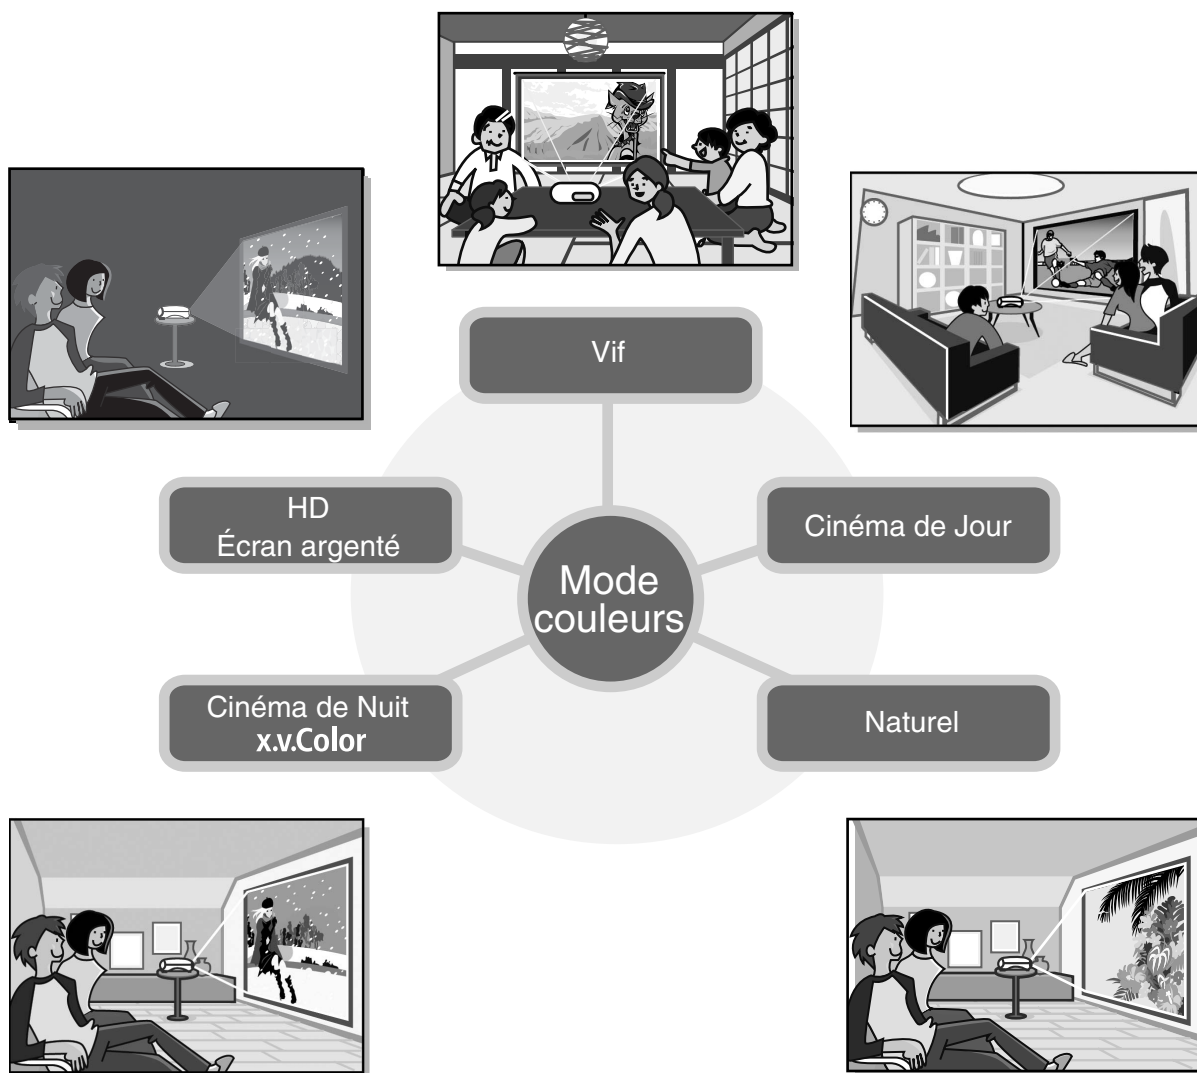 Vif
HD
Écran argenté
Cinéma de Jour
Mode
couleurs
Cinéma de Nuit
x.v.Color
Naturel